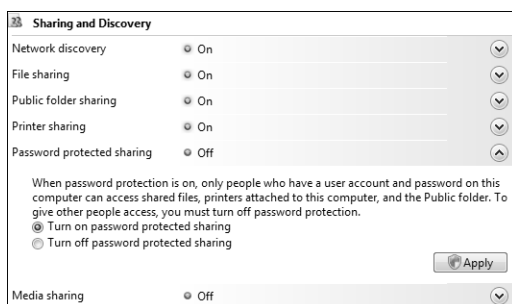 Sharing and Discovery
Network discovery On
File sharing On
Public folder sharing On
Printer sharing On
Password protected sharing Off
When password protection is on, only people who have a user account and password on this
computer can access shared files, printers attached to this computer, and the Public folder. To
give other people access, you must turn off password protection.
Turn on password protected sharing
Turn off password protected sharing
Apply
Media sharing Off